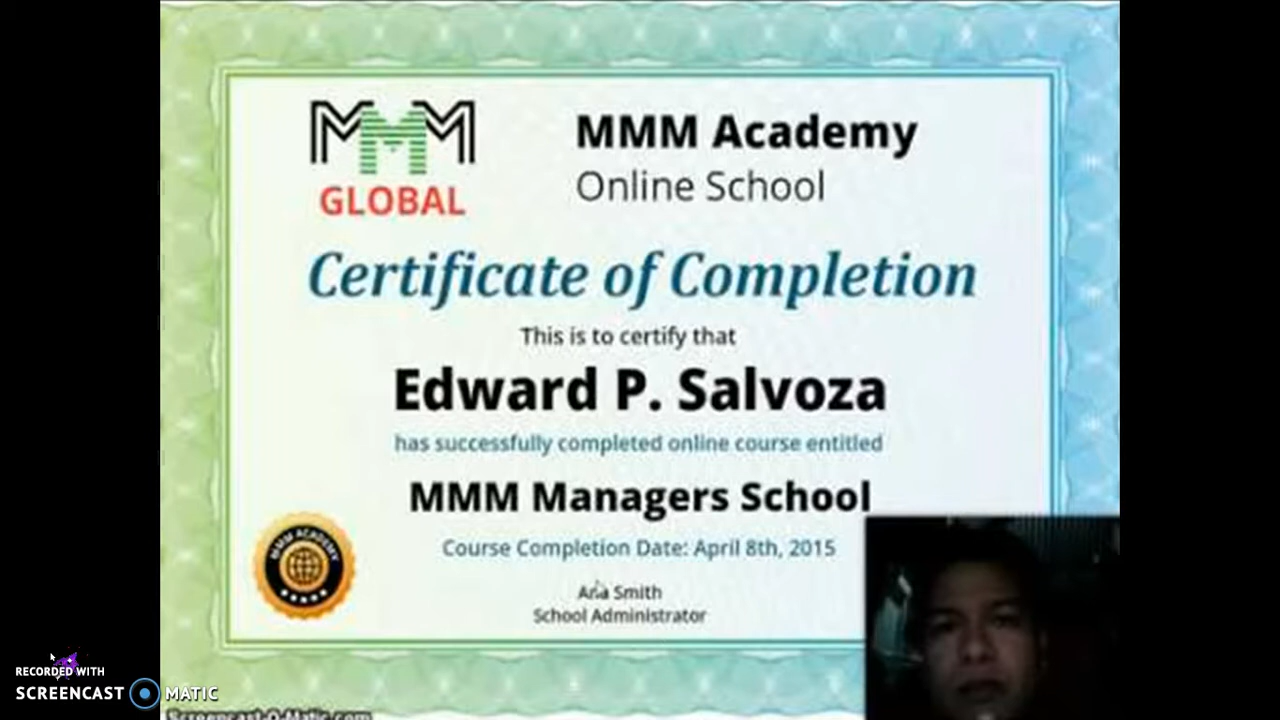 MMM
GLOBAL
MMM Academy
Online School
Certificate of Completion
This is to certify that
Edward P. Salvoza
has successfully completed online course entitled
MMM Managers School
MMM ACADEMY
Course Completion Date: April 8th, 2015
Ana Smith
School Administrator
RECORDED WITH
SCREENCAST MATIC
Screencast-O-Matic.com